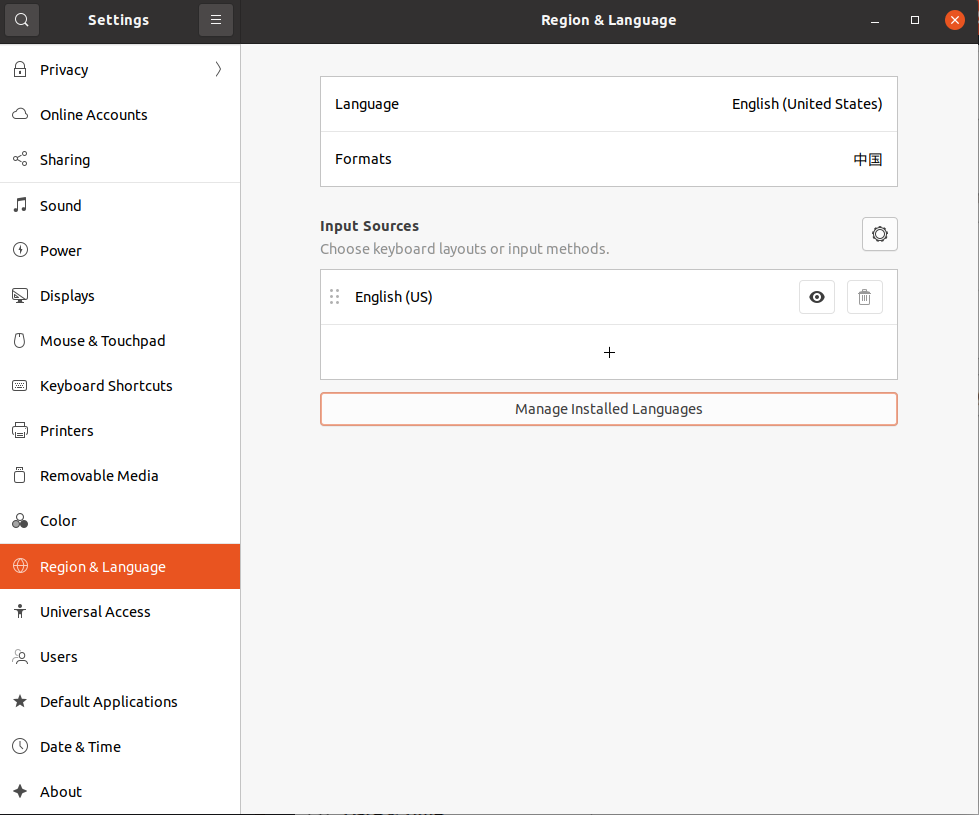 Settings
Region & Language
Privacy
Online Accounts
Sharing
Sound
Power
Displays
Mouse & Touchpad
Keyboard Shortcuts
Printers
Removable Media
Color
Region & Language
Universal Access
Users
Default Applications
Date & Time
About
Language English (United States)
Formats 中国
Input Sources
Choose keyboard layouts or input methods.
English (US)
Manage Installed Languages